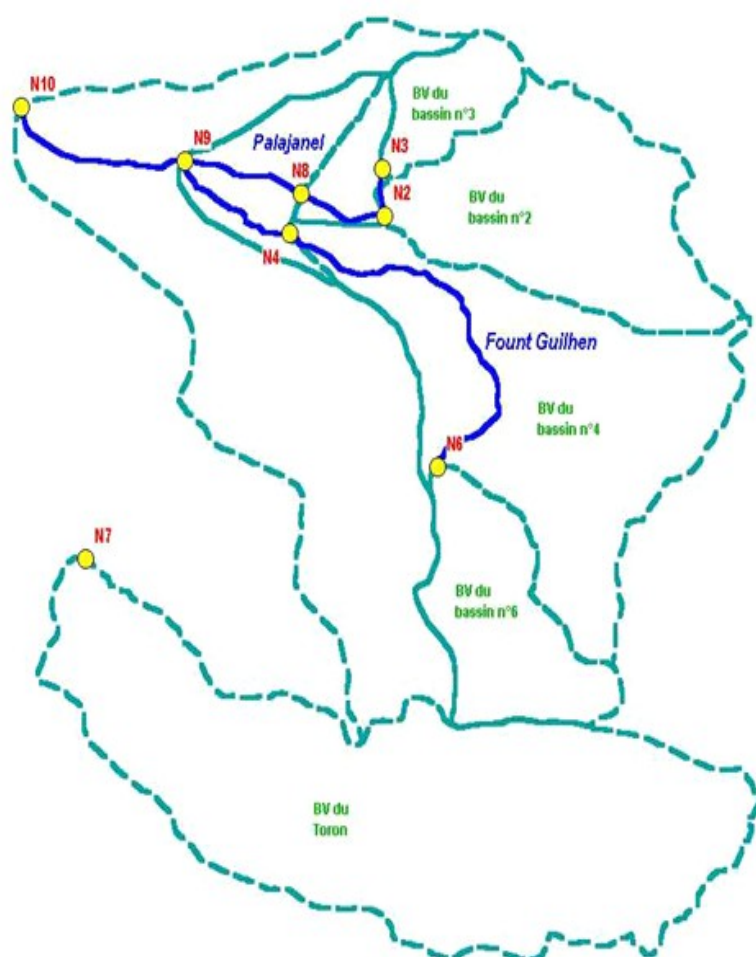 N10
BV du
bassin n°3
N9
Palajanel
N3
N8
N2
BV du
bassin n°2
N4
Fount Guilhen
BV du
bassin n°4
N6
N7
BV du
bassin n°6
BV du
Toron